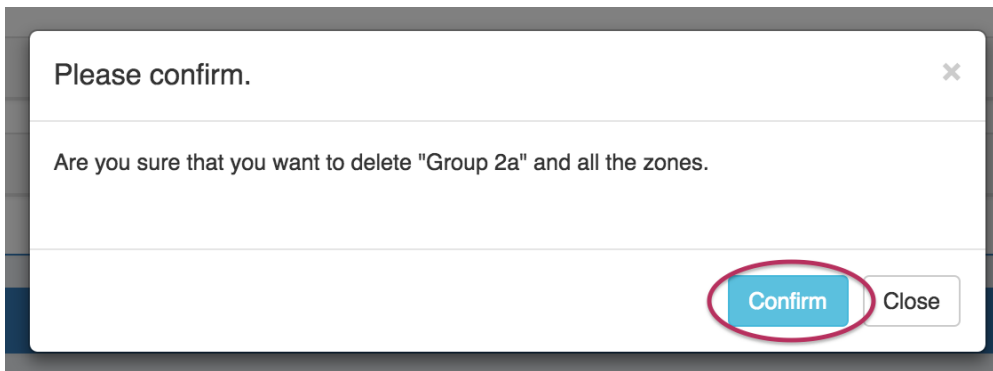 Please confirm.
×
Are you sure that you want to delete "Group 2a" and all the zones.
Confirm
Close